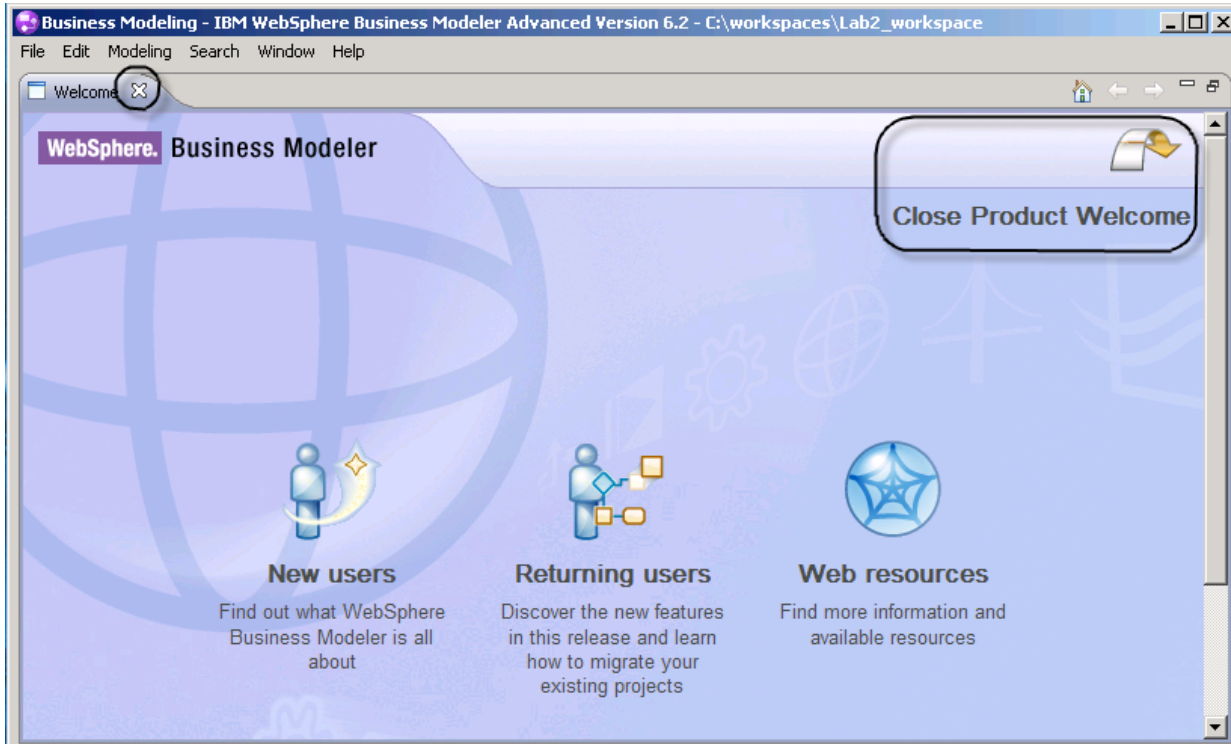 Business Modeling - IBM WebSphere Business Modeler Advanced Version 6.2 - C:\workspaces\Lab2_workspace
File Edit Modeling Search Window Help
Welcome
WebSphere. Business Modeler
Close Product Welcome
New users
Find out what WebSphere
Business Modeler is all
about
Returning users
Discover the new features
in this release and learn
how to migrate your
existing projects
Web resources
Find more information and
available resources